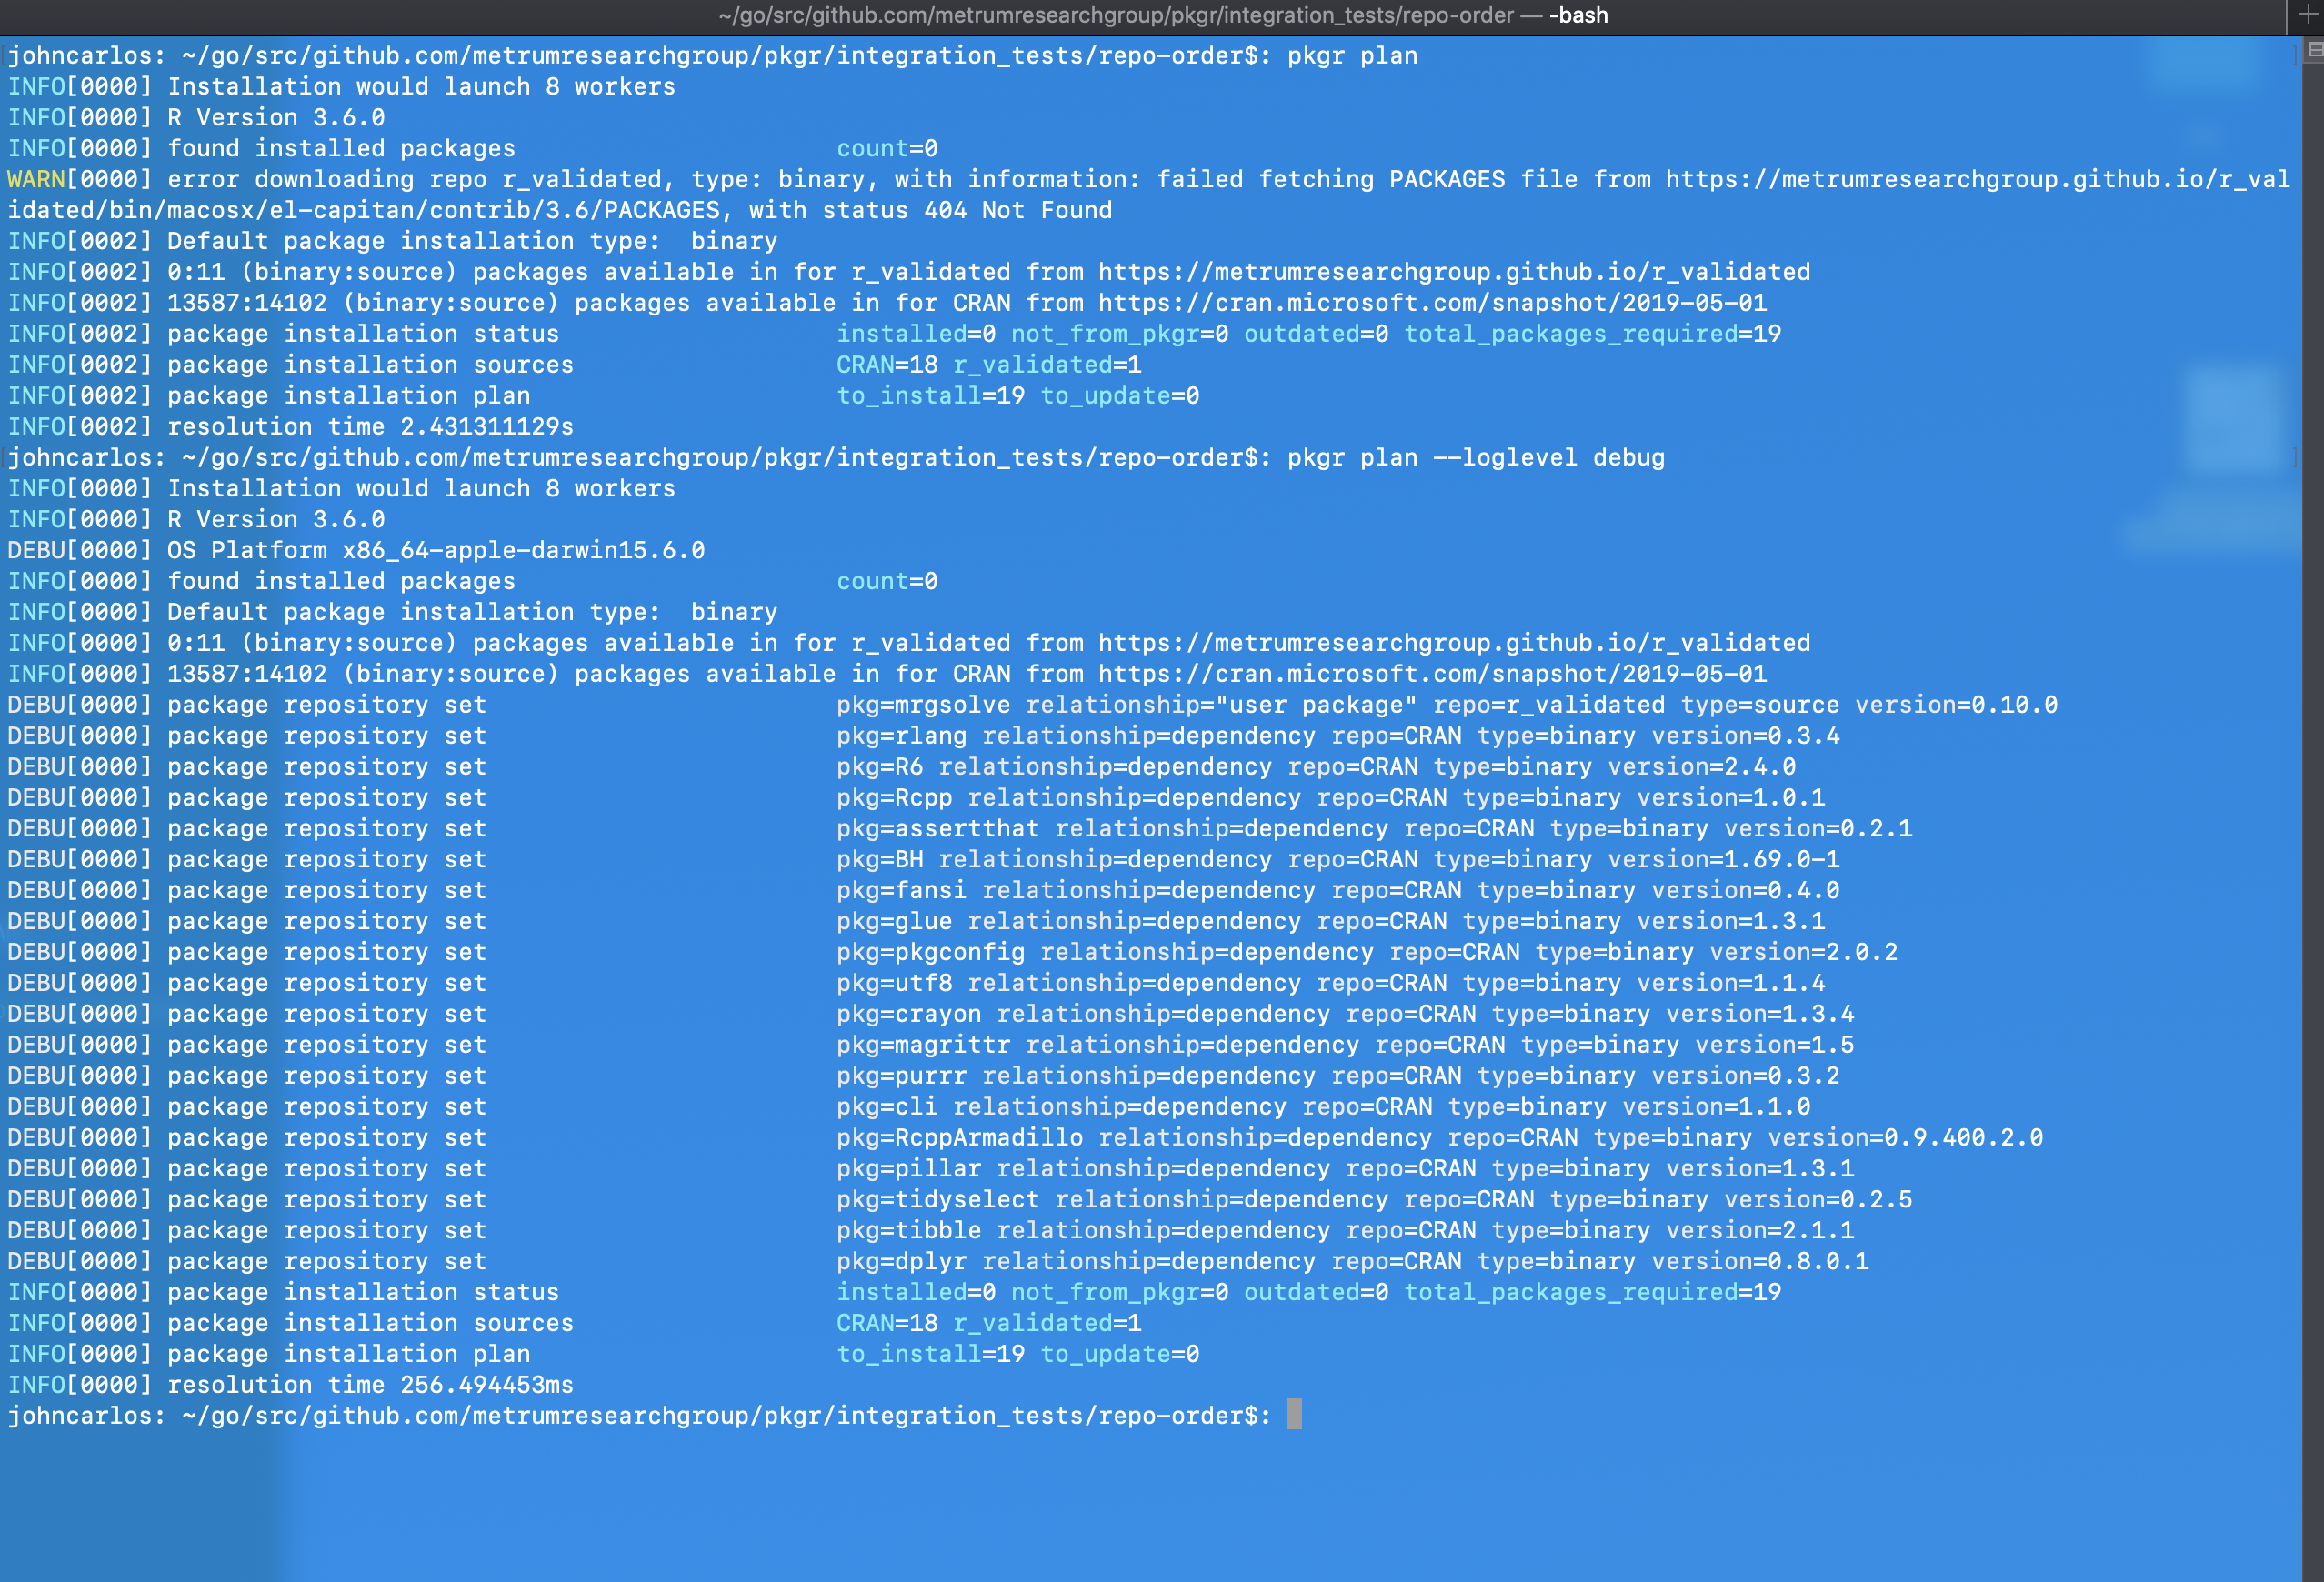 ~/go/src/github.com/metrumresearchgroup/pkgr/integration_tests/repo-order — -bash
johncarlos: ~/go/src/github.com/metrumresearchgroup/pkgr/integration_tests/repo-order$: pkgr plan
INFO[0000] Installation would launch 8 workers
INFO[0000] R Version 3.6.0
INFO[0000] found installed packages                      count=0
WARN[0000] error downloading repo r_validated, type: binary, with information: failed fetching PACKAGES file from https://metrumresearchgroup.github.io/r_val
idated/bin/macosx/el-capitan/contrib/3.6/PACKAGES, with status 404 Not Found
INFO[0002] Default package installation type:  binary
INFO[0002] 0:11 (binary:source) packages available in for r_validated from https://metrumresearchgroup.github.io/r_validated
INFO[0002] 13587:14102 (binary:source) packages available in for CRAN from https://cran.microsoft.com/snapshot/2019-05-01
INFO[0002] package installation status                   installed=0 not_from_pkgr=0 outdated=0 total_packages_required=19
INFO[0002] package installation sources                  CRAN=18 r_validated=1
INFO[0002] package installation plan                     to_install=19 to_update=0
INFO[0002] resolution time 2.431311129s
johncarlos: ~/go/src/github.com/metrumresearchgroup/pkgr/integration_tests/repo-order$: pkgr plan --loglevel debug
INFO[0000] Installation would launch 8 workers
INFO[0000] R Version 3.6.0
DEBU[0000] OS Platform x86_64-apple-darwin15.6.0
INFO[0000] found installed packages                      count=0
INFO[0000] Default package installation type:  binary
INFO[0000] 0:11 (binary:source) packages available in for r_validated from https://metrumresearchgroup.github.io/r_validated
INFO[0000] 13587:14102 (binary:source) packages available in for CRAN from https://cran.microsoft.com/snapshot/2019-05-01
DEBU[0000] package repository set                        pkg=mrgsolve relationship="user package" repo=r_validated type=source version=0.10.0
DEBU[0000] package repository set                        pkg=rlang relationship=dependency repo=CRAN type=binary version=0.3.4
DEBU[0000] package repository set                        pkg=R6 relationship=dependency repo=CRAN type=binary version=2.4.0
DEBU[0000] package repository set                        pkg=Rcpp relationship=dependency repo=CRAN type=binary version=1.0.1
DEBU[0000] package repository set                        pkg=assertthat relationship=dependency repo=CRAN type=binary version=0.2.1
DEBU[0000] package repository set                        pkg=BH relationship=dependency repo=CRAN type=binary version=1.69.0-1
DEBU[0000] package repository set                        pkg=fansi relationship=dependency repo=CRAN type=binary version=0.4.0
DEBU[0000] package repository set                        pkg=glue relationship=dependency repo=CRAN type=binary version=1.3.1
DEBU[0000] package repository set                        pkg=pkgconfig relationship=dependency repo=CRAN type=binary version=2.0.2
DEBU[0000] package repository set                        pkg=utf8 relationship=dependency repo=CRAN type=binary version=1.1.4
DEBU[0000] package repository set                        pkg=crayon relationship=dependency repo=CRAN type=binary version=1.3.4
DEBU[0000] package repository set                        pkg=magrittr relationship=dependency repo=CRAN type=binary version=1.5
DEBU[0000] package repository set                        pkg=purrr relationship=dependency repo=CRAN type=binary version=0.3.2
DEBU[0000] package repository set                        pkg=cli relationship=dependency repo=CRAN type=binary version=1.1.0
DEBU[0000] package repository set                        pkg=RcppArmadillo relationship=dependency repo=CRAN type=binary version=0.9.400.2.0
DEBU[0000] package repository set                        pkg=pillar relationship=dependency repo=CRAN type=binary version=1.3.1
DEBU[0000] package repository set                        pkg=tidyselect relationship=dependency repo=CRAN type=binary version=0.2.5
DEBU[0000] package repository set                        pkg=tibble relationship=dependency repo=CRAN type=binary version=2.1.1
DEBU[0000] package repository set                        pkg=dplyr relationship=dependency repo=CRAN type=binary version=0.8.0.1
INFO[0000] package installation status                   installed=0 not_from_pkgr=0 outdated=0 total_packages_required=19
INFO[0000] package installation sources                  CRAN=18 r_validated=1
INFO[0000] package installation plan                     to_install=19 to_update=0
INFO[0000] resolution time 256.494453ms
johncarlos: ~/go/src/github.com/metrumresearchgroup/pkgr/integration_tests/repo-order$: